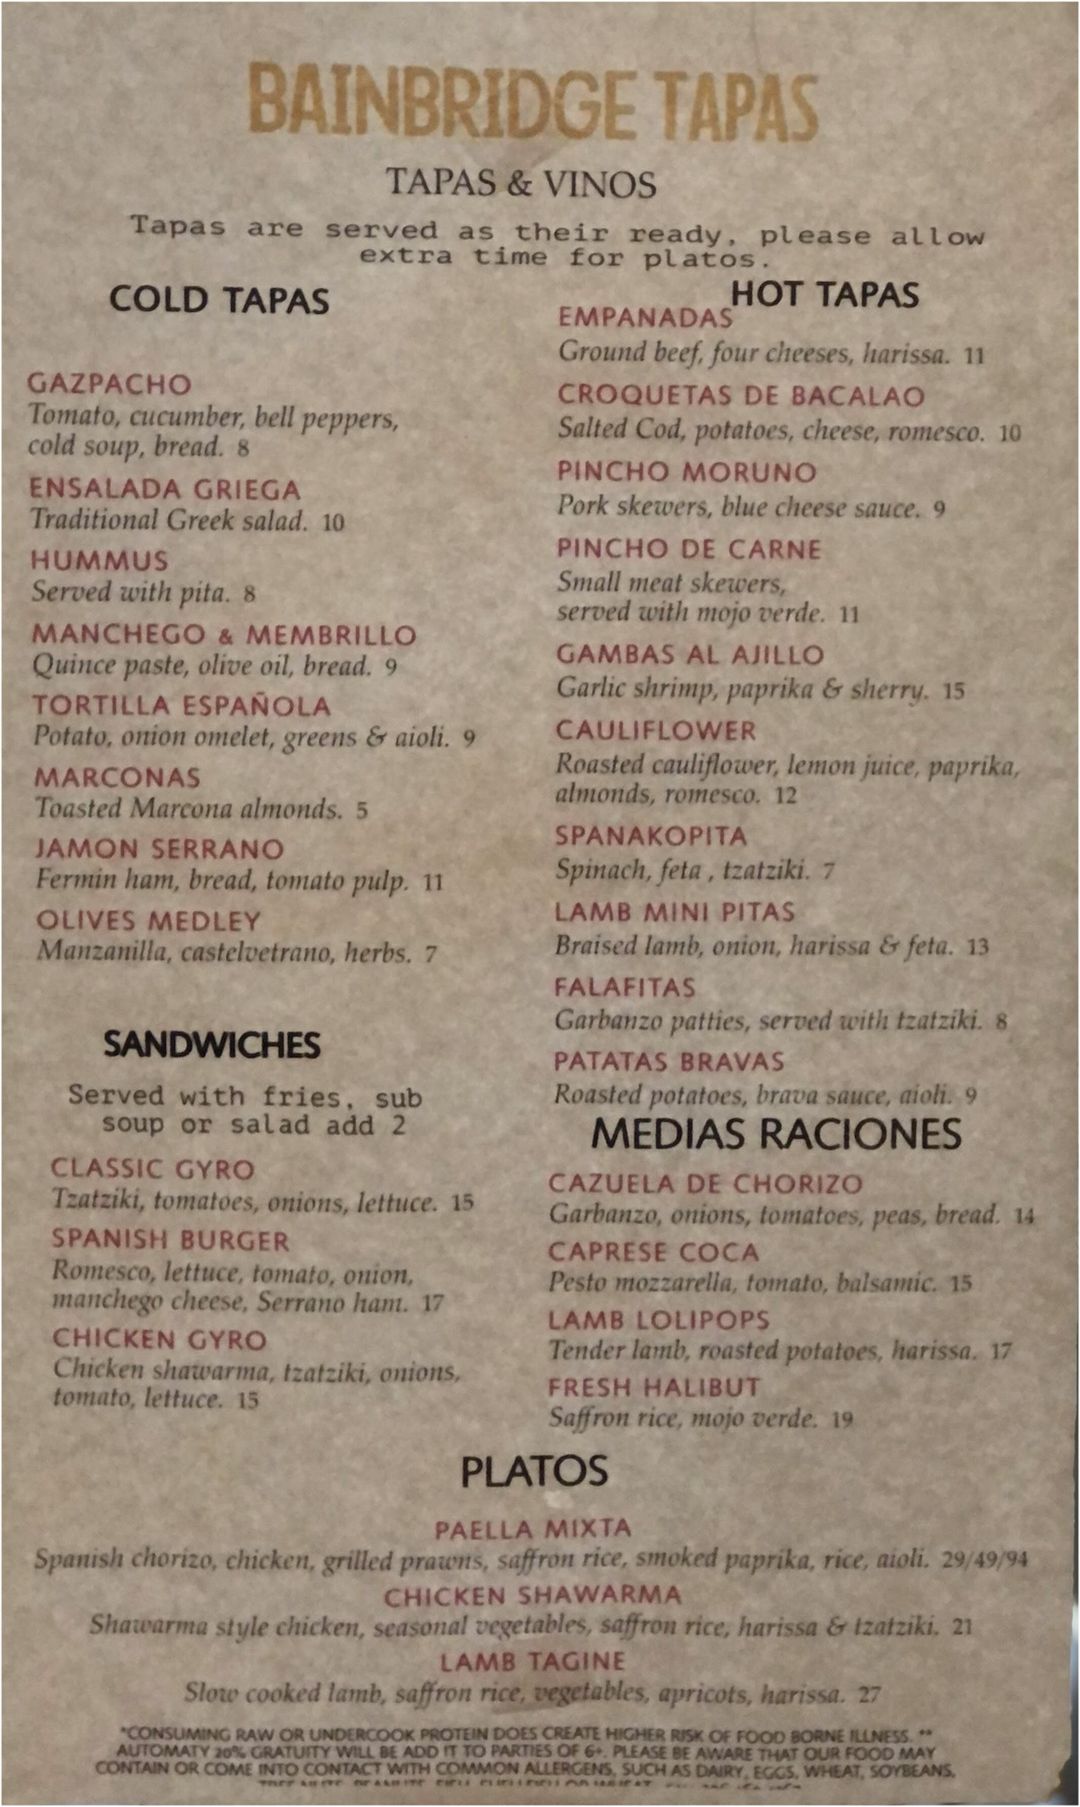 BAINBRIDGE TAPAS
TAPAS & VINOS
Tapas are served as their ready, please allow
extra time for platos.
COLD TAPAS
GAZPACHO
Tomato, cucumber, bell peppers,
cold soup, bread. 8
ENSALADA GRIEGA
Traditional Greek salad. 10
HUMMUS
Served with pita. 8
MANCHEGO & MEMBRILLO
Quince paste, olive oil, bread. 9
TORTILLA ESPAÑOLA
Potato, onion omelet, greens & aioli. 9
MARCONAS
Toasted Marcona almonds. 5
JAMON SERRANO
Fermin ham, bread, tomato pulp. 11
OLIVES MEDLEY
Manzanilla, castelvetrano, herbs. 7
SANDWICHES
Served with fries, sub
soup or salad add 2
CLASSIC GYRO
Tzatziki, tomatoes, onions, lettuce. 15
SPANISH BURGER
Romesco, lettuce, tomato, onion,
manchego cheese, Serrano ham. 17
CHICKEN GYRO
Chicken shawarma, tzatziki, onions,
tomato, lettuce. 15
HOT TAPAS
EMPANADAS
Ground beef, four cheeses, harissa. 11
CROQUETAS DE BACALAO
Salted Cod, potatoes, cheese, romesco. 10
PINCHO MORUNO
Pork skewers, blue cheese sauce. 9
PINCHO DE CARNE
Small meat skewers,
served with mojo verde. 11
GAMBAS AL AJILLO
Garlic shrimp, paprika & sherry. 15
CAULIFLOWER
Roasted cauliflower, lemon juice, paprika,
almonds, romesco. 12
SPANAKOPITA
Spinach, feta , tzatziki. 7
LAMB MINI PITAS
Braised lamb, onion, harissa & feta. 13
FALAFITAS
Garbanzo patties, served with tzatziki. 8
PATATAS BRAVAS
Roasted potatoes, brava sauce, aioli. 9
MEDIAS RACIONES
CAZUELA DE CHORIZO
Garbanzo, onions, tomatoes, peas, bread. 14
CAPRESE COCA
Pesto mozzarella, tomato, balsamic. 15
LAMB LOLIPOPS
Tender lamb, roasted potatoes, harissa. 17
FRESH HALIBUT
Saffron rice, mojo verde. 19
PLATOS
PAELLA MIXTA
Spanish chorizo, chicken, grilled prawns, saffron rice, smoked paprika, rice, aioli. 29/49/94
CHICKEN SHAWARMA
Shawarma style chicken, seasonal vegetables, saffron rice, harissa & tzatziki. 21
LAMB TAGINE
Slow cooked lamb, saffron rice, vegetables, apricots, harissa. 27
*CONSUMING RAW OR UNDERCOOK PROTEIN DOES CREATE HIGHER RISK OF FOOD BORNE ILLNESS. **
AUTOMATY 20% GRATUITY WILL BE ADD IT TO PARTIES OF 6+. PLEASE BE AWARE THAT OUR FOOD MAY
CONTAIN OR COME INTO CONTACT WITH COMMON ALLERGENS, SUCH AS DAIRY, EGGS, WHEAT, SOYBEANS,
TREE NUTS, PEANUTS, FISH, SHELLFISH OR WHEAT